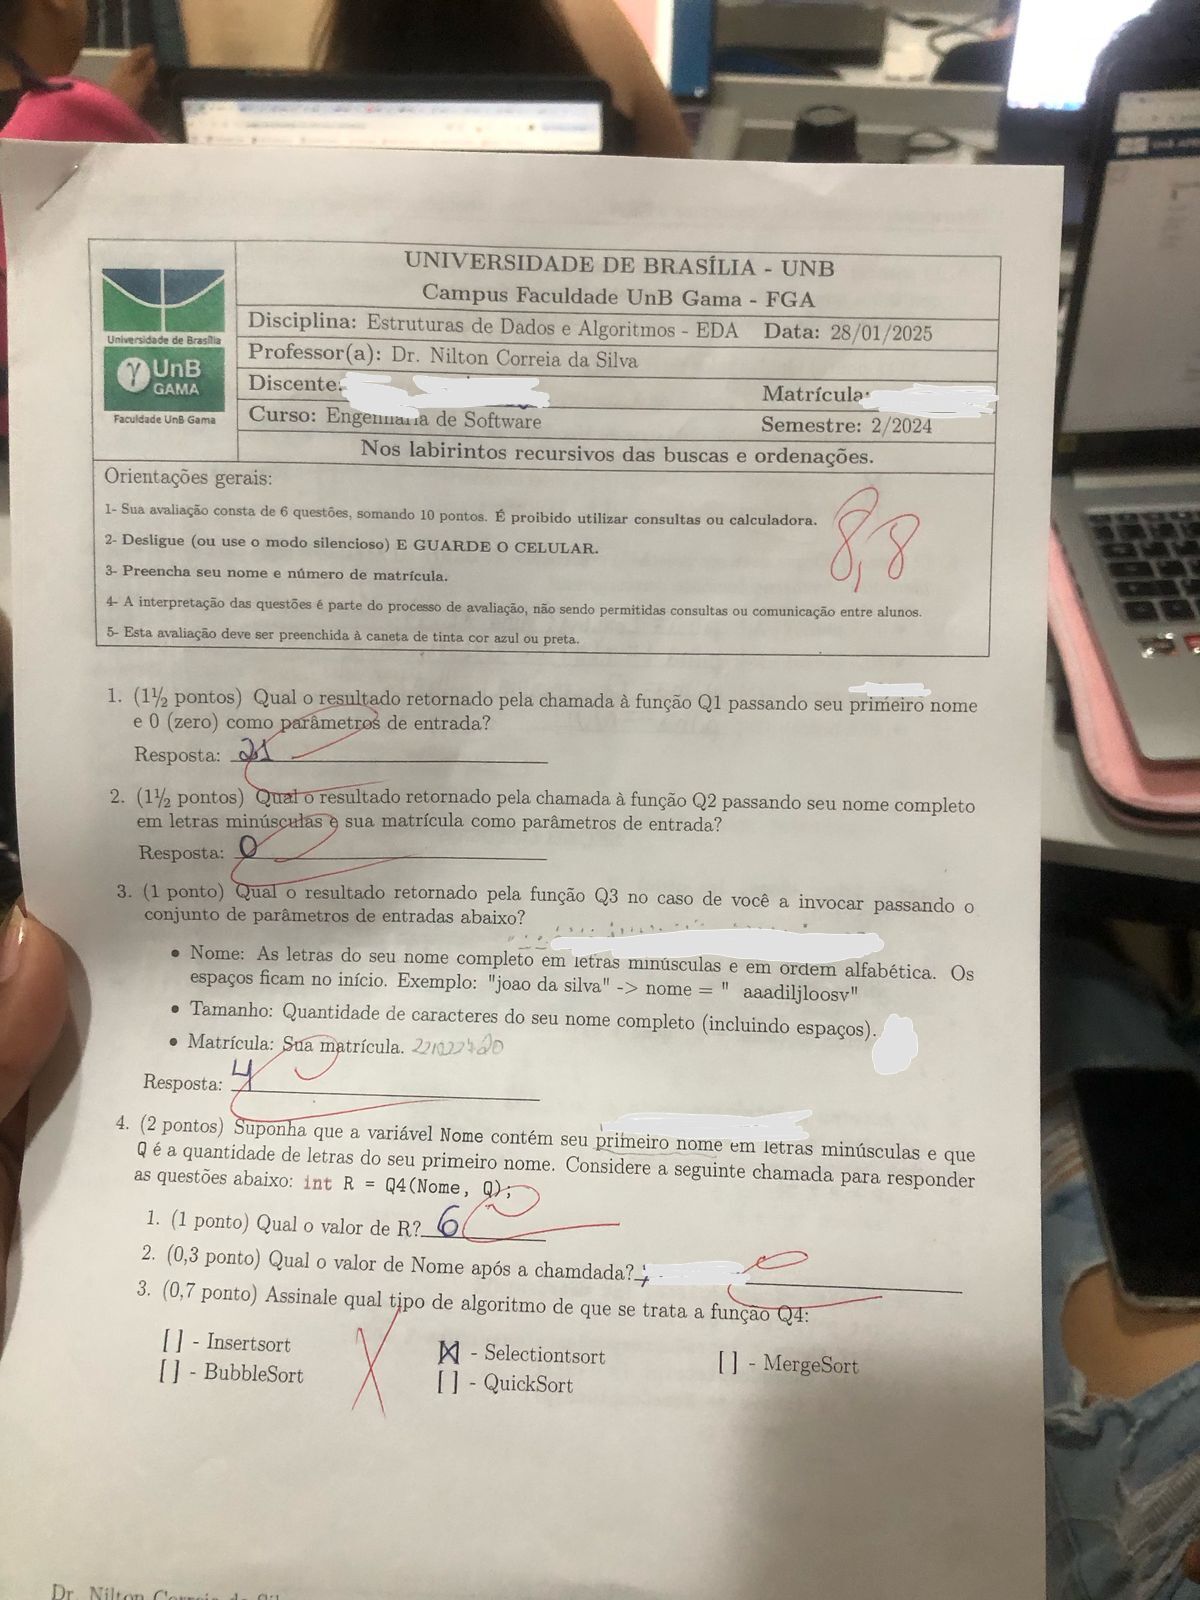 UNIVERSIDADE DE BRASÍLIA - UNB
Campus Faculdade UnB Gama - FGA
Universidade de Brasília
UnB
GAMA
Faculdade UnB Gama
Disciplina: Estruturas de Dados e Algoritmos - EDA Data: 28/01/2025
Professor(a): Dr. Nilton Correia da Silva
Discente: Matrícula:
Curso: Engenharia de Software Semestre: 2/2024
Nos labirintos recursivos das buscas e ordenações.
Orientações gerais:
1- Sua avaliação consta de 6 questões, somando 10 pontos. É proibido utilizar consultas ou calculadora.
2- Desligue (ou use o modo silencioso) E GUARDE O CELULAR.
3- Preencha seu nome e número de matrícula.
4- A interpretação das questões é parte do processo de avaliação, não sendo permitidas consultas ou comunicação entre alunos.
5- Esta avaliação deve ser preenchida à caneta de tinta cor azul ou preta.
8,8
1. (1½ pontos) Qual o resultado retornado pela chamada à função Q1 passando seu primeiro nome
e 0 (zero) como parâmetros de entrada?
Resposta: 21
2. (1½ pontos) Qual o resultado retornado pela chamada à função Q2 passando seu nome completo
em letras minúsculas e sua matrícula como parâmetros de entrada?
Resposta: 0
3. (1 ponto) Qual o resultado retornado pela função Q3 no caso de você a invocar passando o
conjunto de parâmetros de entradas abaixo?
• Nome: As letras do seu nome completo em letras minúsculas e em ordem alfabética. Os
espaços ficam no início. Exemplo: "joao da silva" -> nome = "  aaadiljloosv"
• Tamanho: Quantidade de caracteres do seu nome completo (incluindo espaços).
• Matrícula: Sua matrícula.
Resposta: 4
4. (2 pontos) Suponha que a variável Nome contém seu primeiro nome em letras minúsculas e que
Q é a quantidade de letras do seu primeiro nome. Considere a seguinte chamada para responder
as questões abaixo: int R = Q4(Nome, Q);
1. (1 ponto) Qual o valor de R? 6
2. (0,3 ponto) Qual o valor de Nome após a chamdada?
3. (0,7 ponto) Assinale qual tipo de algoritmo de que se trata a função Q4:
[ ] - Insertsort [X] - Selectiontsort [ ] - MergeSort
[ ] - BubbleSort [ ] - QuickSort
Dr. Nilton Correia